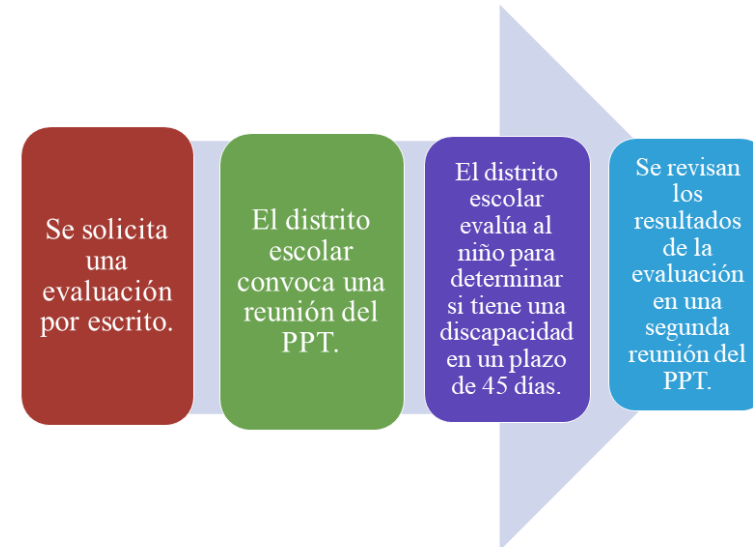 Se solicita
una
evaluación
por escrito.
El distrito
escolar
convoca una
reunión del
PPT.
El distrito
escolar
evalúa al
niño para
determinar
si tiene una
discapacidad
en un plazo
de 45 días.
Se revisan
los
resultados
de la
evaluación
en una
segunda
reunión del
PPT.